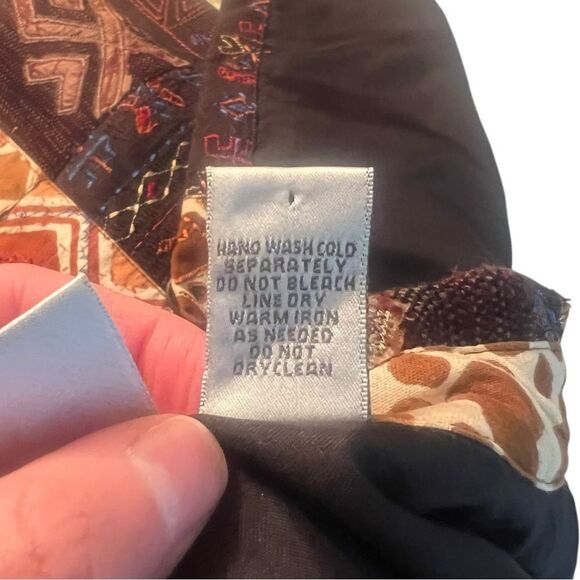 HAND WASH COLD
SEPARATELY
DO NOT BLEACH
LINE DRY
WARM IRON
AS NEEDED
DO NOT
DRYCLEAN